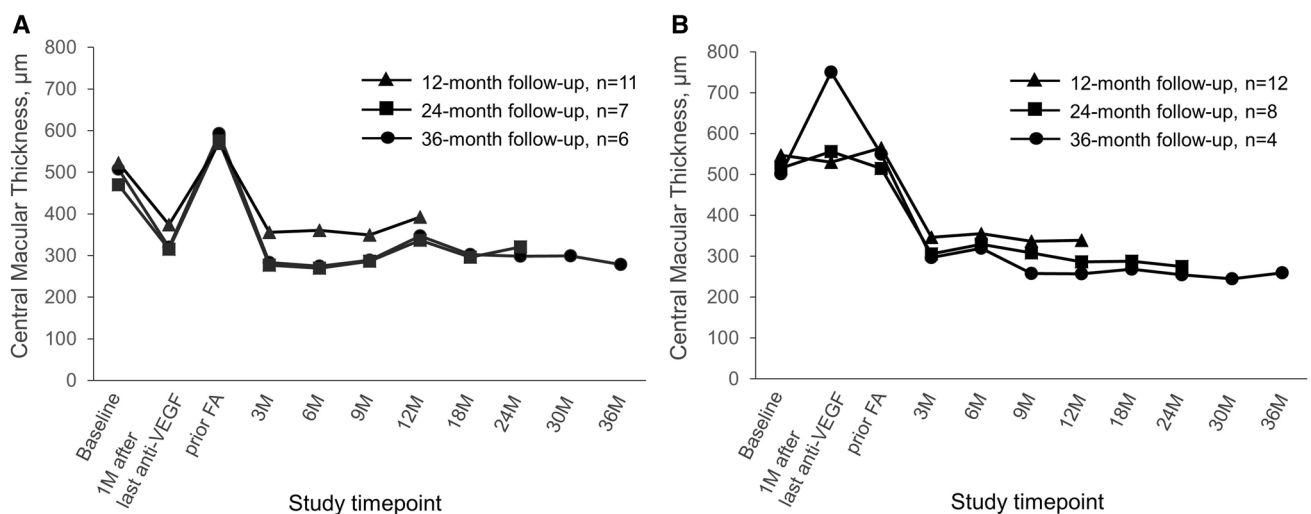 A
Central Macular Thickness, µm
800
700
600
500
400
300
200
100
0
12-month follow-up, n=11
24-month follow-up, n=7
36-month follow-up, n=6
Baseline
1M after
last anti-VEGF
prior FA
3M
6M
9M
12M
18M
24M
30M
36M
Study timepoint
B
Central Macular Thickness, µm
800
700
600
500
400
300
200
100
0
12-month follow-up, n=12
24-month follow-up, n=8
36-month follow-up, n=4
Baseline
1M after
last anti-VEGF
prior FA
3M
6M
9M
12M
18M
24M
30M
36M
Study timepoint